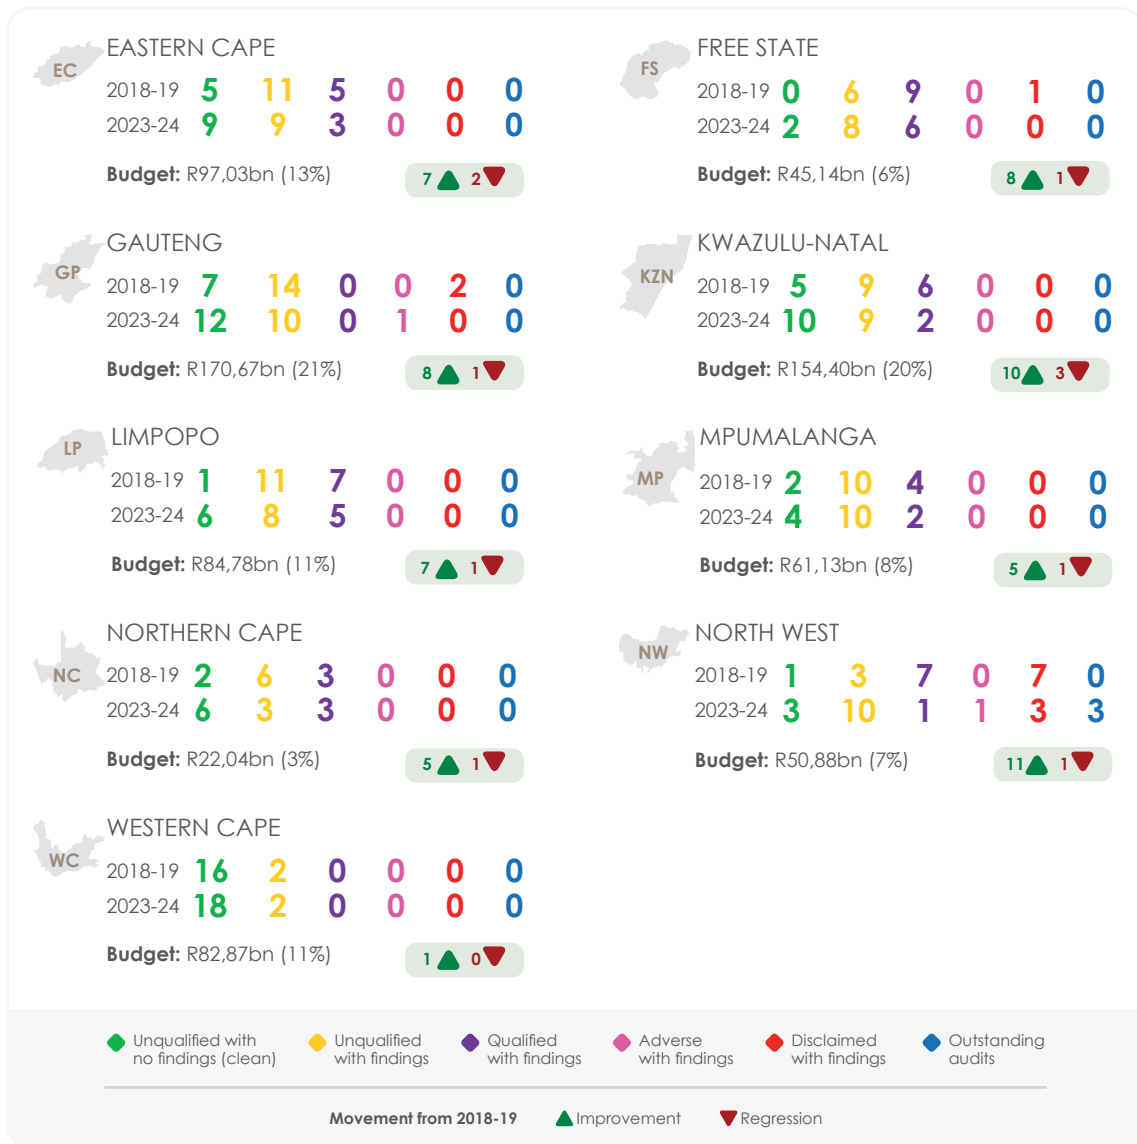 EC
EASTERN CAPE
2018-19 5 11 5 0 0 0
2023-24 9 9 3 0 0 0
Budget: R97,03bn (13%)
7 2
FS
FREE STATE
2018-19 0 6 9 0 1 0
2023-24 2 8 6 0 0 0
Budget: R45,14bn (6%)
8 1
GP
GAUTENG
2018-19 7 14 0 0 2 0
2023-24 12 10 0 1 0 0
Budget: R170,67bn (21%)
8 1
KZN
KWAZULU-NATAL
2018-19 5 9 6 0 0 0
2023-24 10 9 2 0 0 0
Budget: R154,40bn (20%)
10 3
LP
LIMPOPO
2018-19 1 11 7 0 0 0
2023-24 6 8 5 0 0 0
Budget: R84,78bn (11%)
7 1
MP
MPUMALANGA
2018-19 2 10 4 0 0 0
2023-24 4 10 2 0 0 0
Budget: R61,13bn (8%)
5 1
NC
NORTHERN CAPE
2018-19 2 6 3 0 0 0
2023-24 6 3 3 0 0 0
Budget: R22,04bn (3%)
5 1
NW
NORTH WEST
2018-19 1 3 7 0 7 0
2023-24 3 10 1 1 3 3
Budget: R50,88bn (7%)
11 1
WC
WESTERN CAPE
2018-19 16 2 0 0 0 0
2023-24 18 2 0 0 0 0
Budget: R82,87bn (11%)
1 0
Unqualified with
no findings (clean)
Unqualified
with findings
Qualified
with findings
Adverse
with findings
Disclaimed
with findings
Outstanding
audits
Movement from 2018-19 Improvement Regression